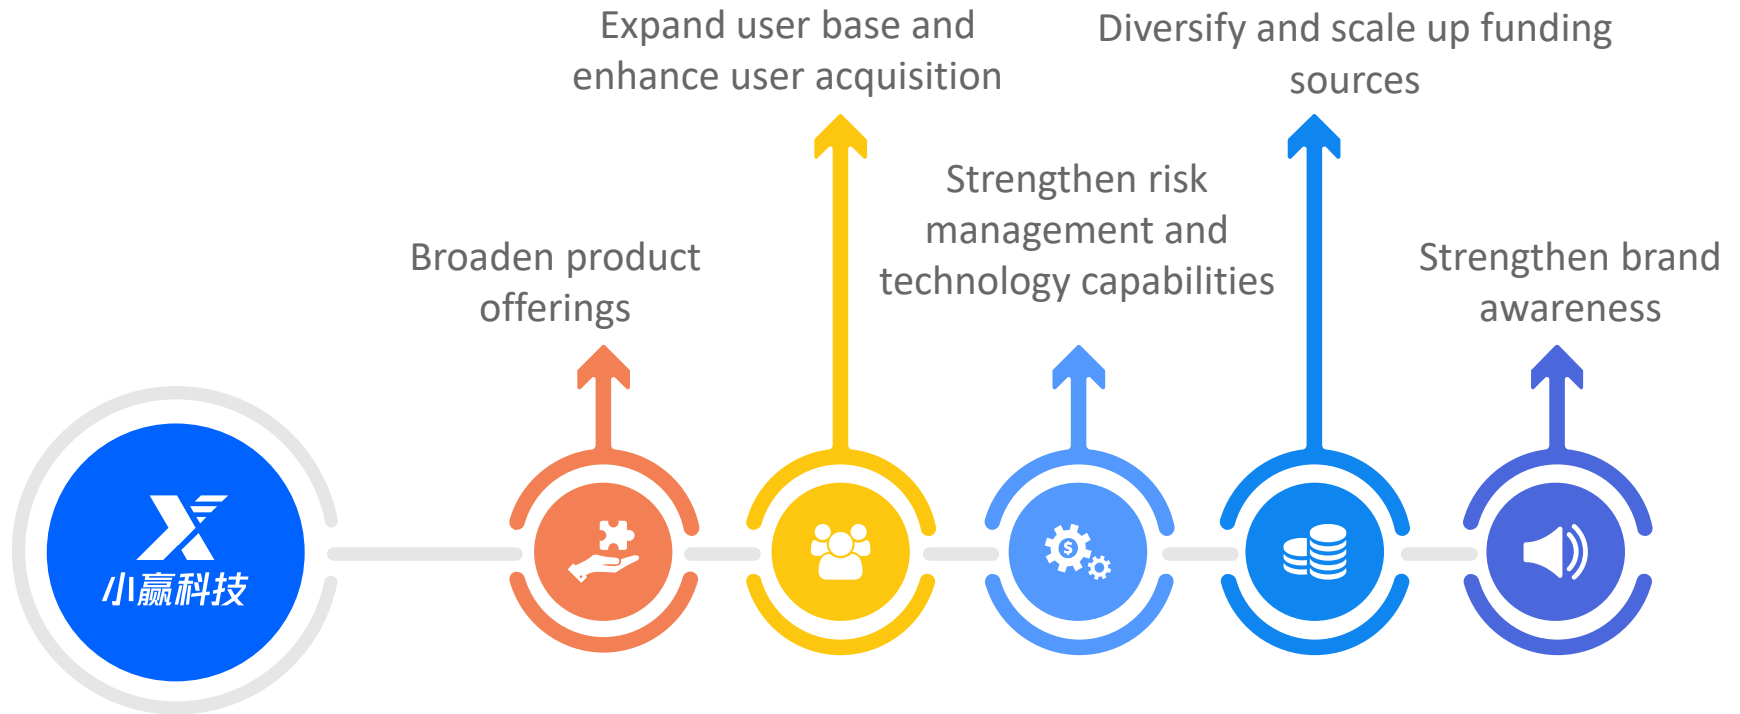 Expand user base and
enhance user acquisition
Diversify and scale up funding
sources
Strengthen risk
management and
technology capabilities
Broaden product
offerings
Strengthen brand
awareness
小赢科技
$